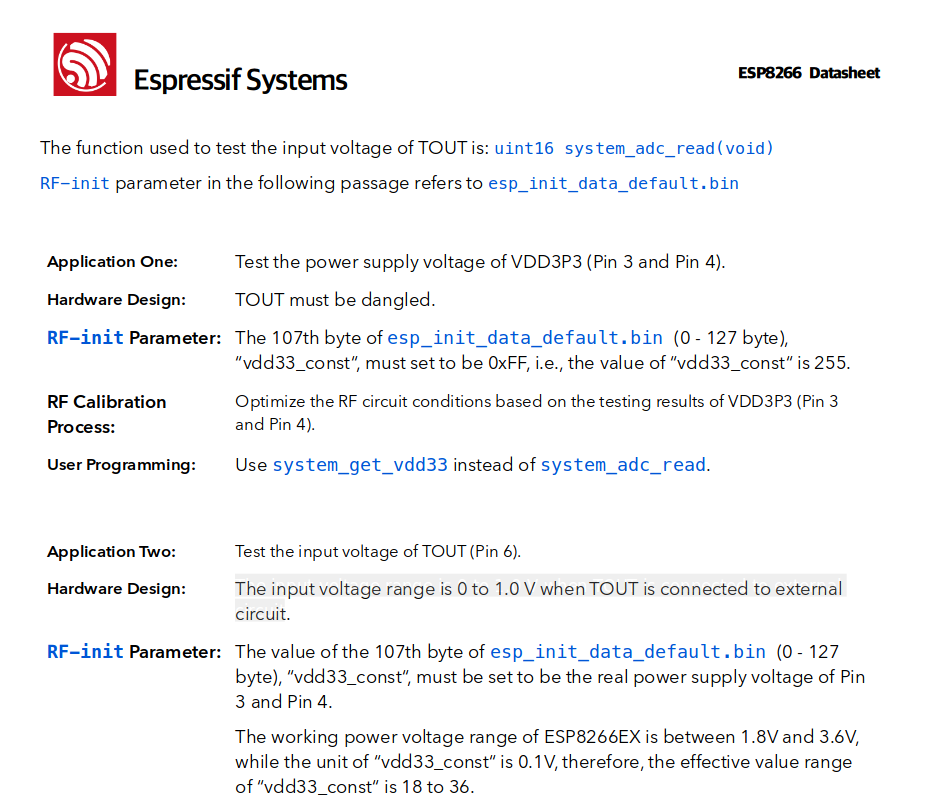 Espressif Systems
ESP8266 Datasheet
The function used to test the input voltage of TOUT is: uint16 system_adc_read(void)
RF-init parameter in the following passage refers to esp_init_data_default.bin
Application One: Test the power supply voltage of VDD3P3 (Pin 3 and Pin 4).
Hardware Design: TOUT must be dangled.
RF-init Parameter: The 107th byte of esp_init_data_default.bin (0 - 127 byte),
“vdd33_const“, must set to be 0xFF, i.e., the value of “vdd33_const“ is 255.
RF Calibration Process: Optimize the RF circuit conditions based on the testing results of VDD3P3 (Pin 3
and Pin 4).
User Programming: Use system_get_vdd33 instead of system_adc_read.
Application Two: Test the input voltage of TOUT (Pin 6).
Hardware Design: The input voltage range is 0 to 1.0 V when TOUT is connected to external
circuit.
RF-init Parameter: The value of the 107th byte of esp_init_data_default.bin (0 - 127
byte), “vdd33_const“, must be set to be the real power supply voltage of Pin
3 and Pin 4.
The working power voltage range of ESP8266EX is between 1.8V and 3.6V,
while the unit of “vdd33_const“ is 0.1V, therefore, the effective value range
of “vdd33_const“ is 18 to 36.